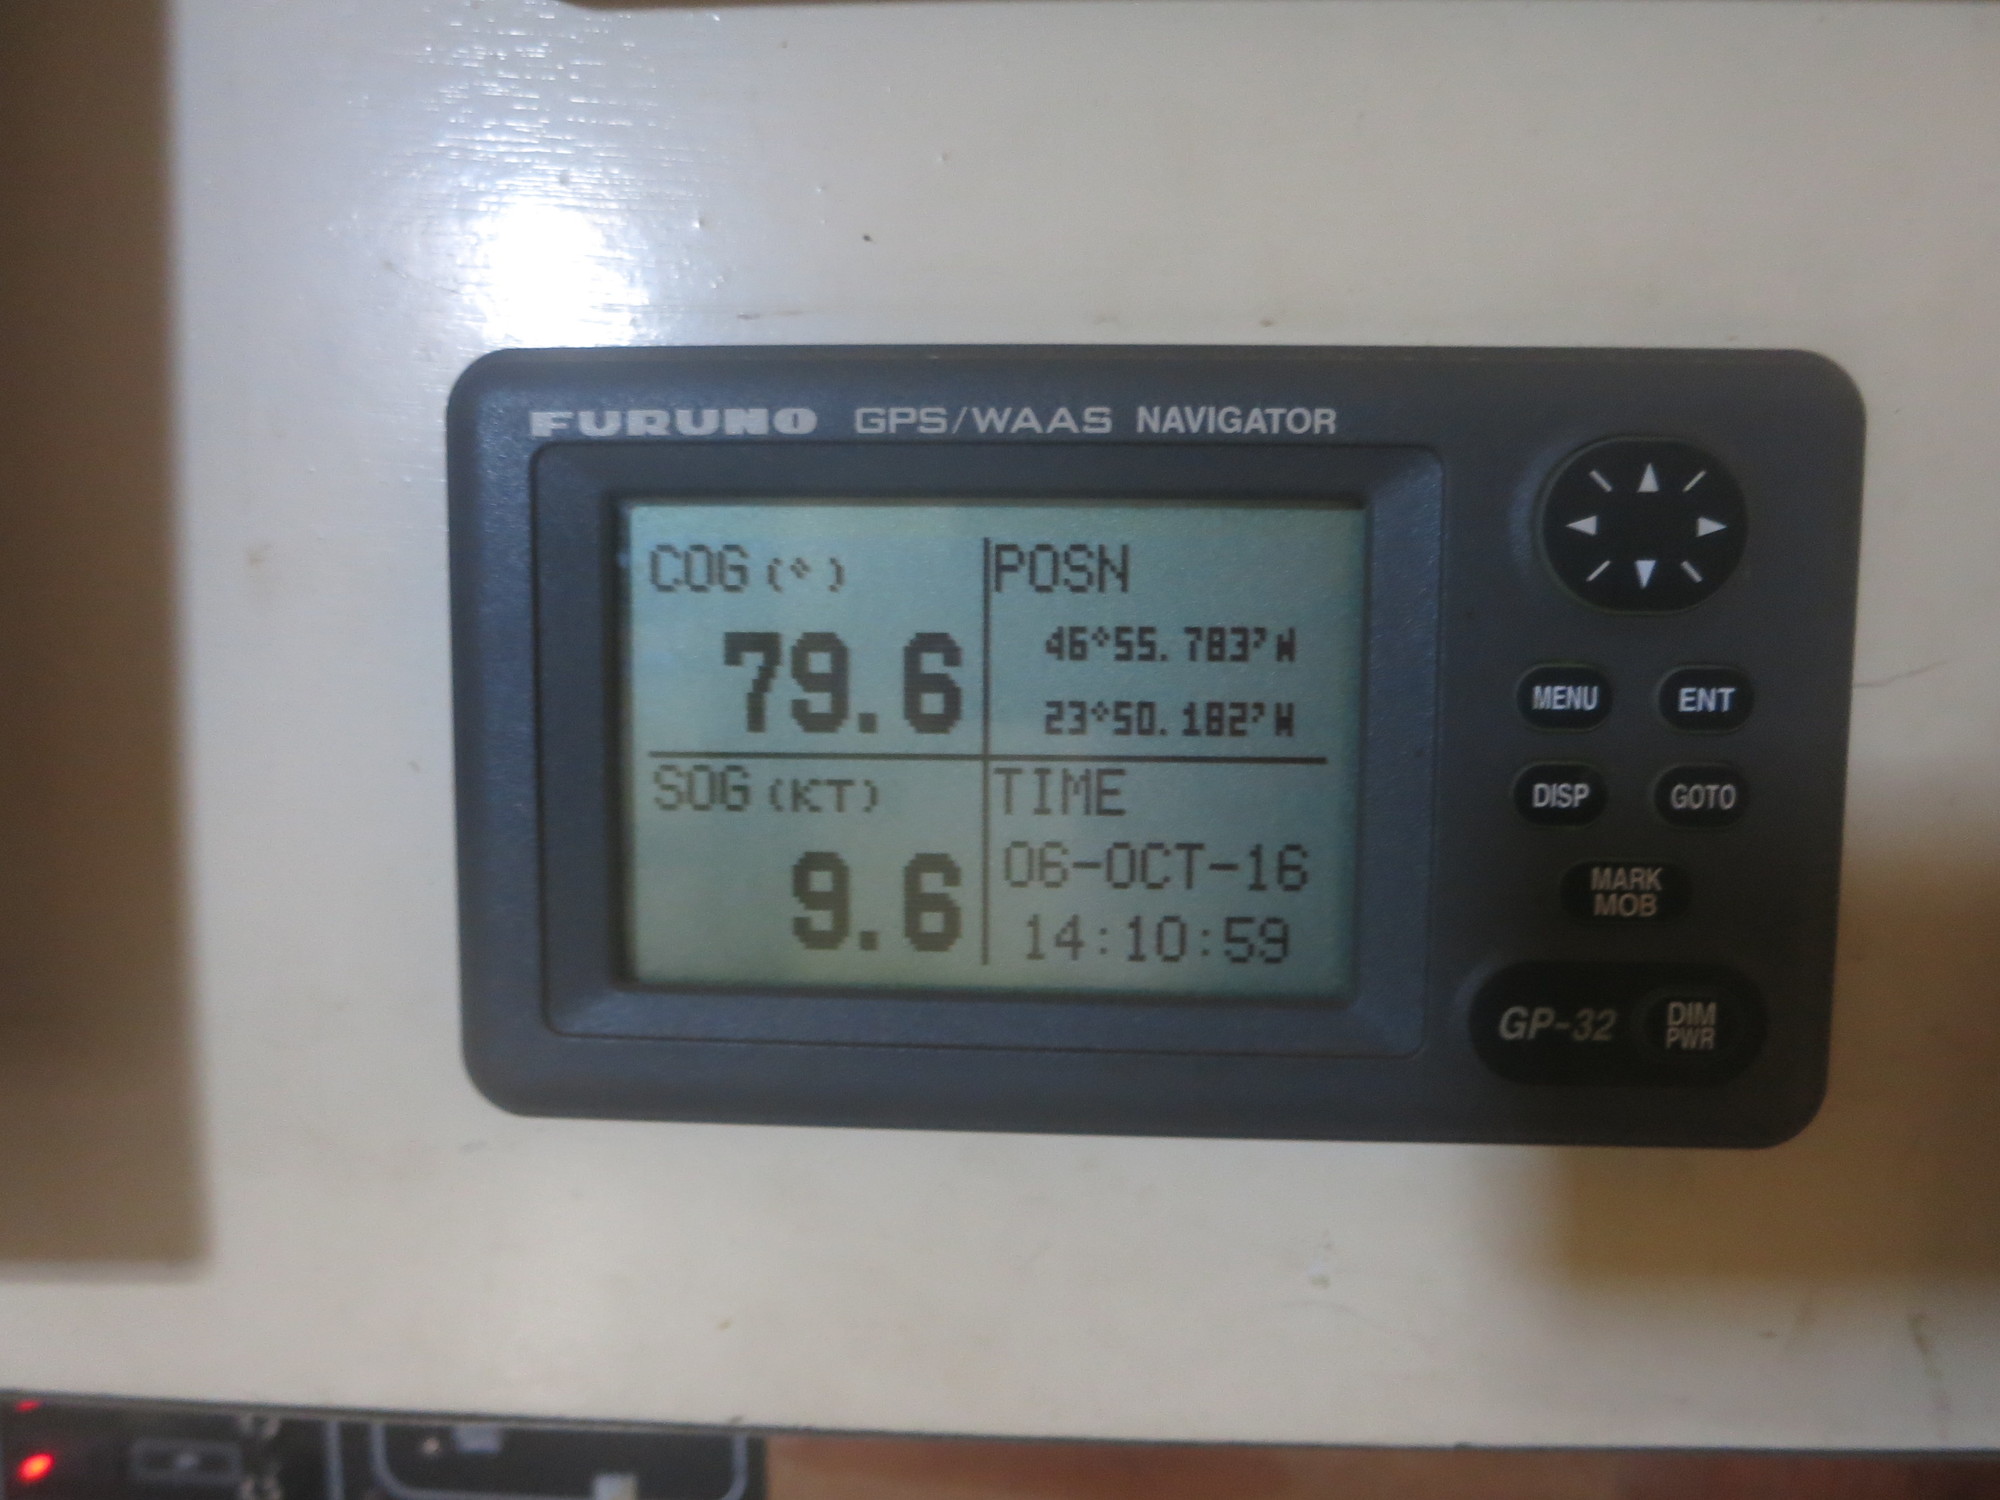 FURUNO GPS/WAAS NAVIGATOR
COG (°)
79.6
POSN
46°55.783' N
23°50.182' W
SOG (KT)
9.6
TIME
06-OCT-16
14:10:59
MENU
ENT
DISP
GOTO
MARK
MOB
GP-32
DIM
PWR